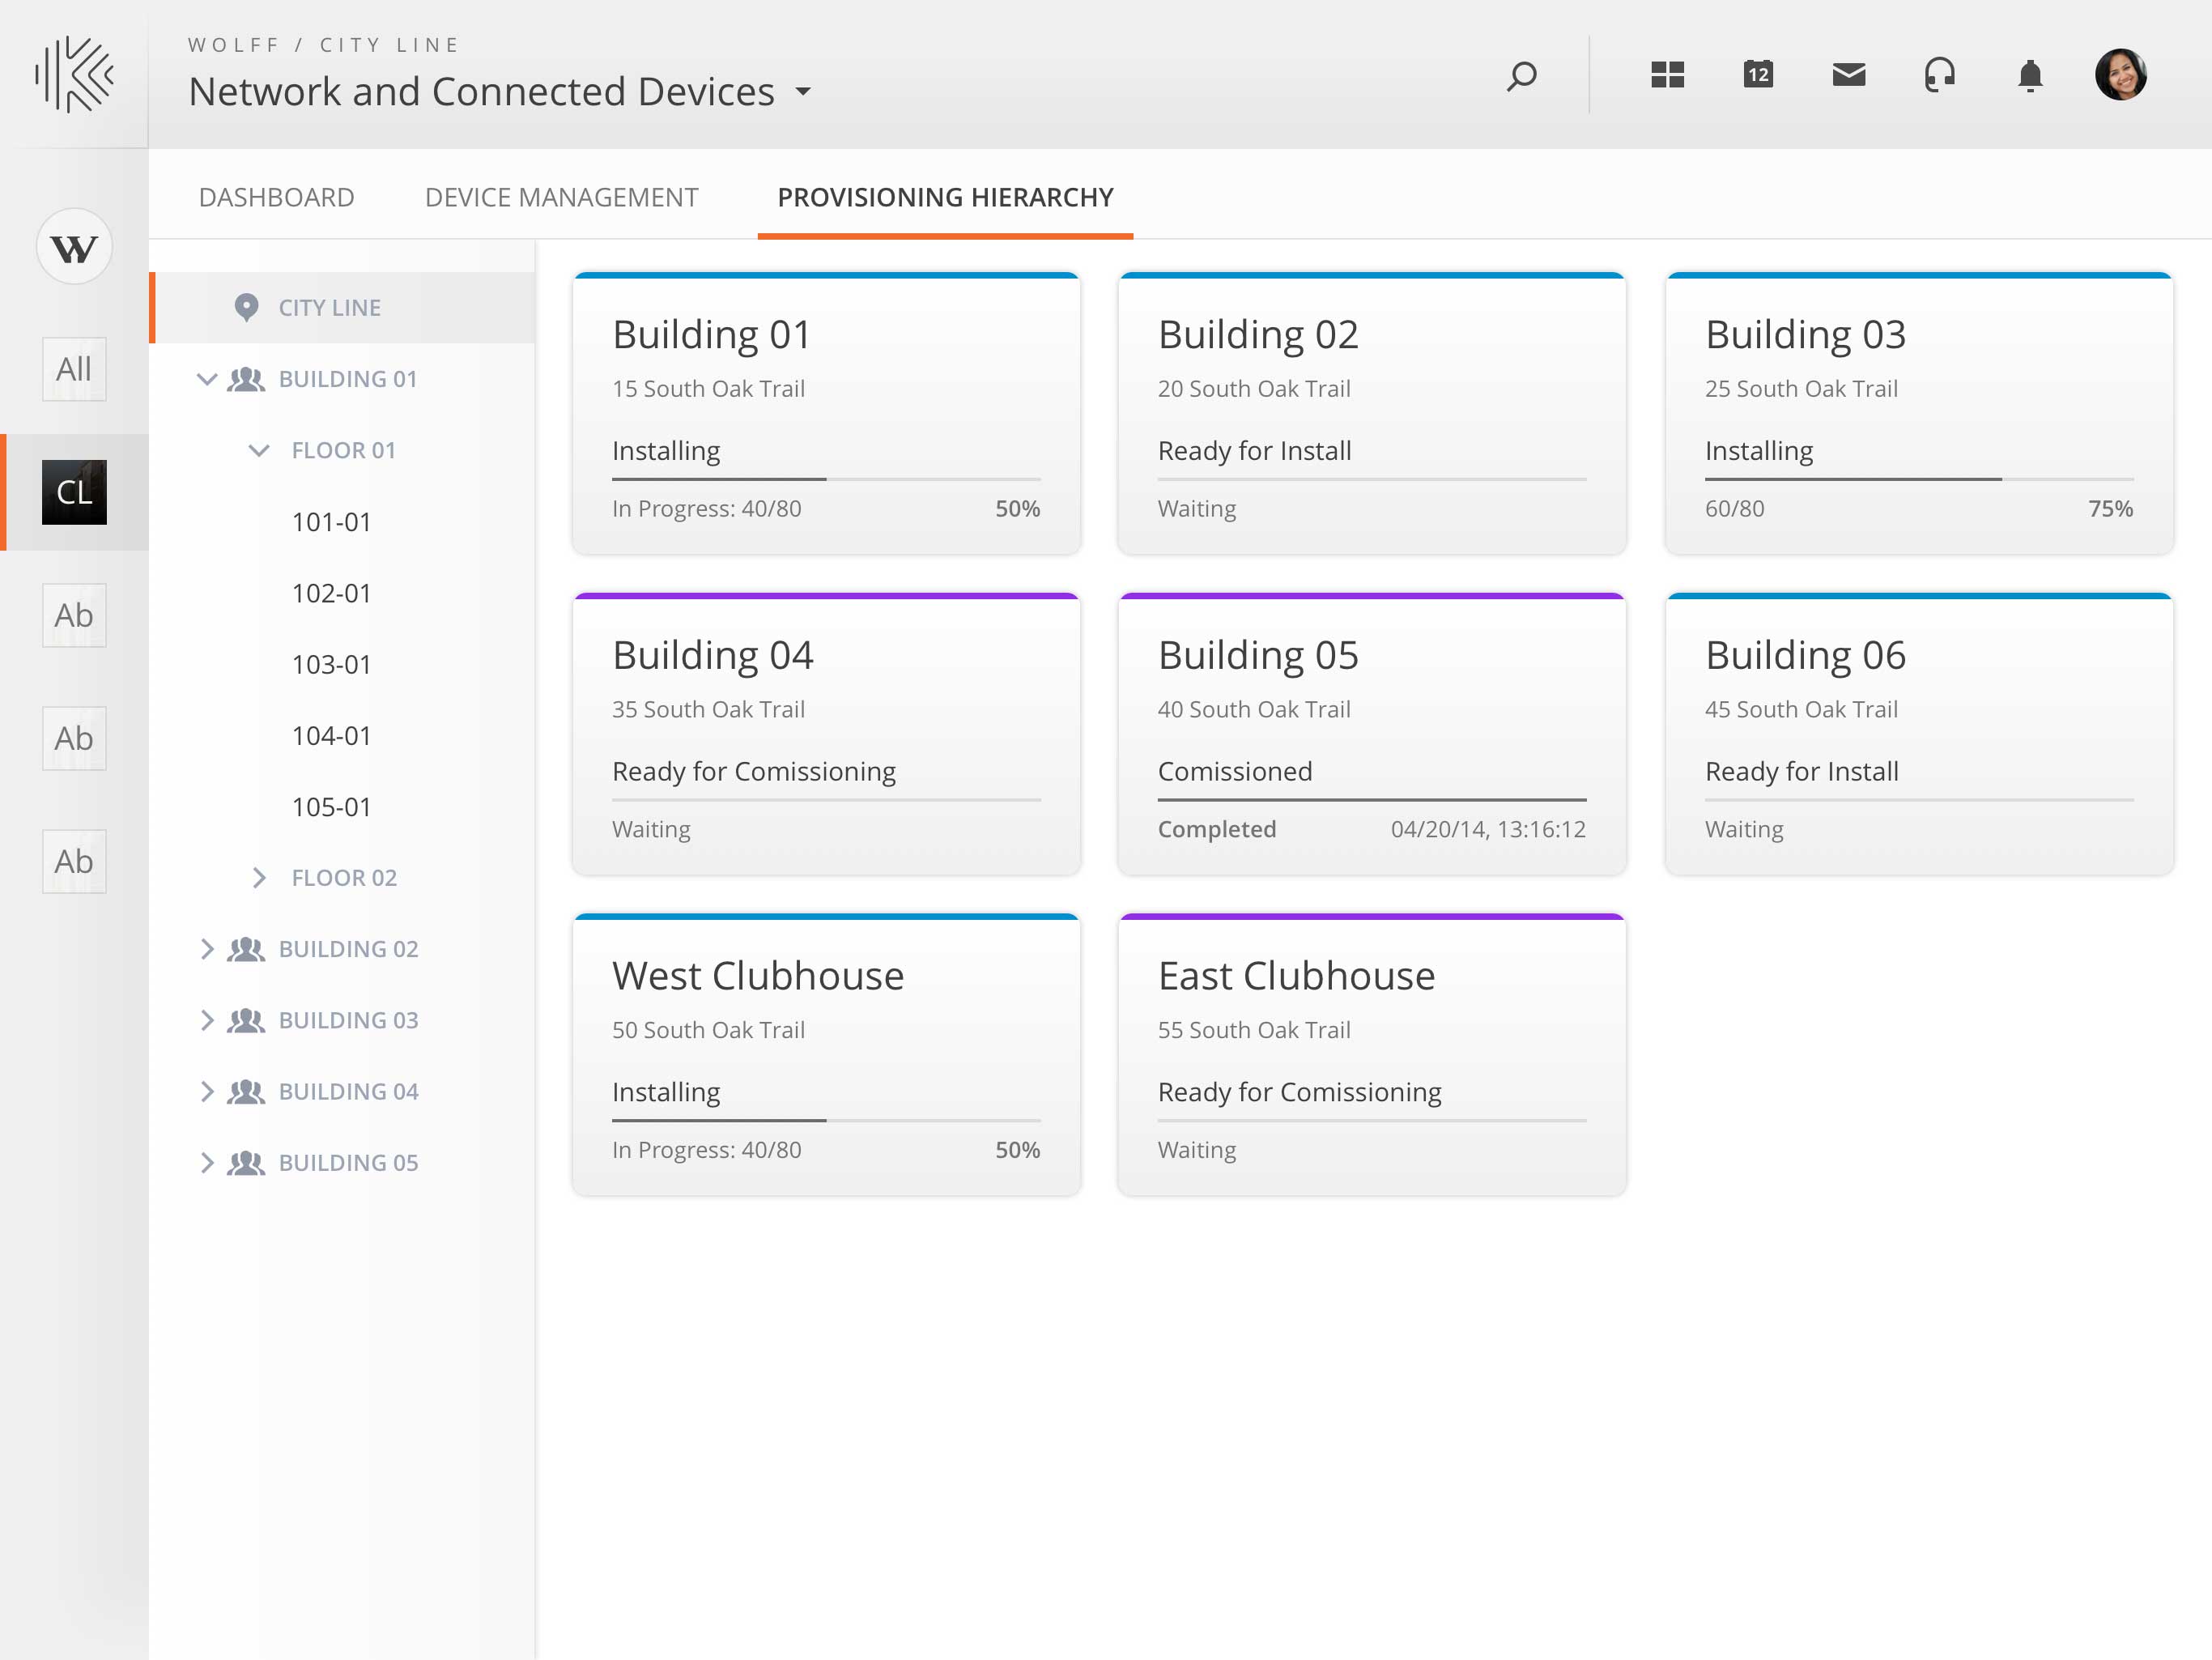 WOLFF / CITY LINE
Network and Connected Devices
12
DASHBOARD
DEVICE MANAGEMENT
PROVISIONING HIERARCHY
W
All
CL
Ab
Ab
Ab
CITY LINE
BUILDING 01
FLOOR 01
101-01
102-01
103-01
104-01
105-01
FLOOR 02
BUILDING 02
BUILDING 03
BUILDING 04
BUILDING 05
Building 01
15 South Oak Trail
Installing
In Progress: 40/80 50%
Building 02
20 South Oak Trail
Ready for Install
Waiting
Building 03
25 South Oak Trail
Installing
60/80 75%
Building 04
35 South Oak Trail
Ready for Comissioning
Waiting
Building 05
40 South Oak Trail
Comissioned
Completed 04/20/14, 13:16:12
Building 06
45 South Oak Trail
Ready for Install
Waiting
West Clubhouse
50 South Oak Trail
Installing
In Progress: 40/80 50%
East Clubhouse
55 South Oak Trail
Ready for Comissioning
Waiting